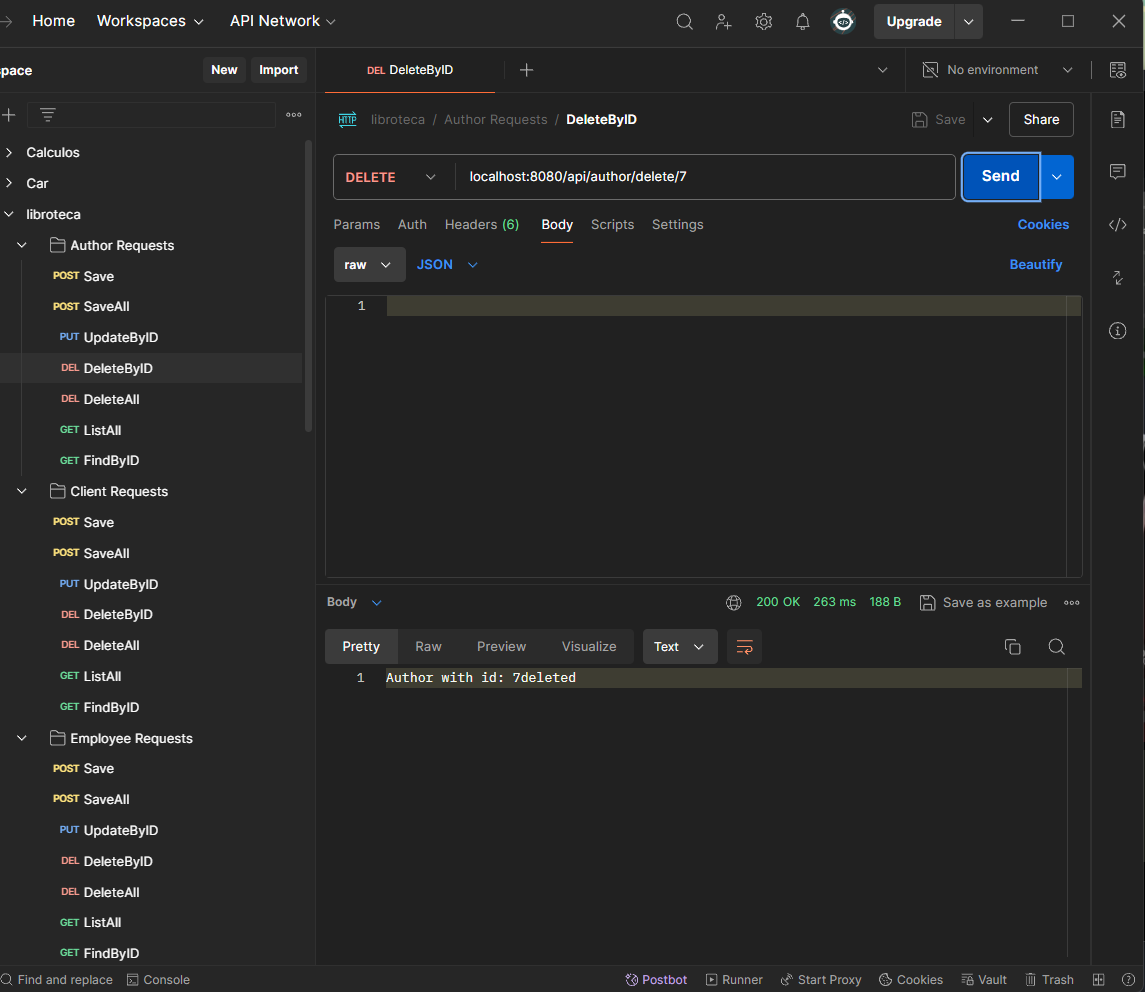 Home Workspaces API Network Upgrade
pace New Import DEL DeleteByID No environment
HTTP libroteca / Author Requests / DeleteByID Save Share
Calculos
Car
libroteca
Author Requests
POST Save
POST SaveAll
PUT UpdateByID
DEL DeleteByID
DEL DeleteAll
GET ListAll
GET FindByID
Client Requests
POST Save
POST SaveAll
PUT UpdateByID
DEL DeleteByID
DEL DeleteAll
GET ListAll
GET FindByID
Employee Requests
POST Save
POST SaveAll
PUT UpdateByID
DEL DeleteByID
DEL DeleteAll
GET ListAll
GET FindByID
DELETE localhost:8080/api/author/delete/7 Send
Params Auth Headers (6) Body Scripts Settings Cookies
raw JSON Beautify
1
Body 200 OK 263 ms 188 B Save as example
Pretty Raw Preview Visualize Text
1 Author with id: 7deleted
Find and replace Console Postbot Runner Start Proxy Cookies Vault Trash